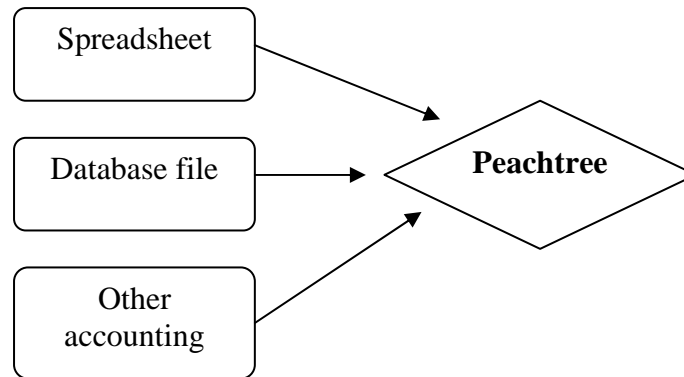 Spreadsheet
Database file
Peachtree
Other
accounting